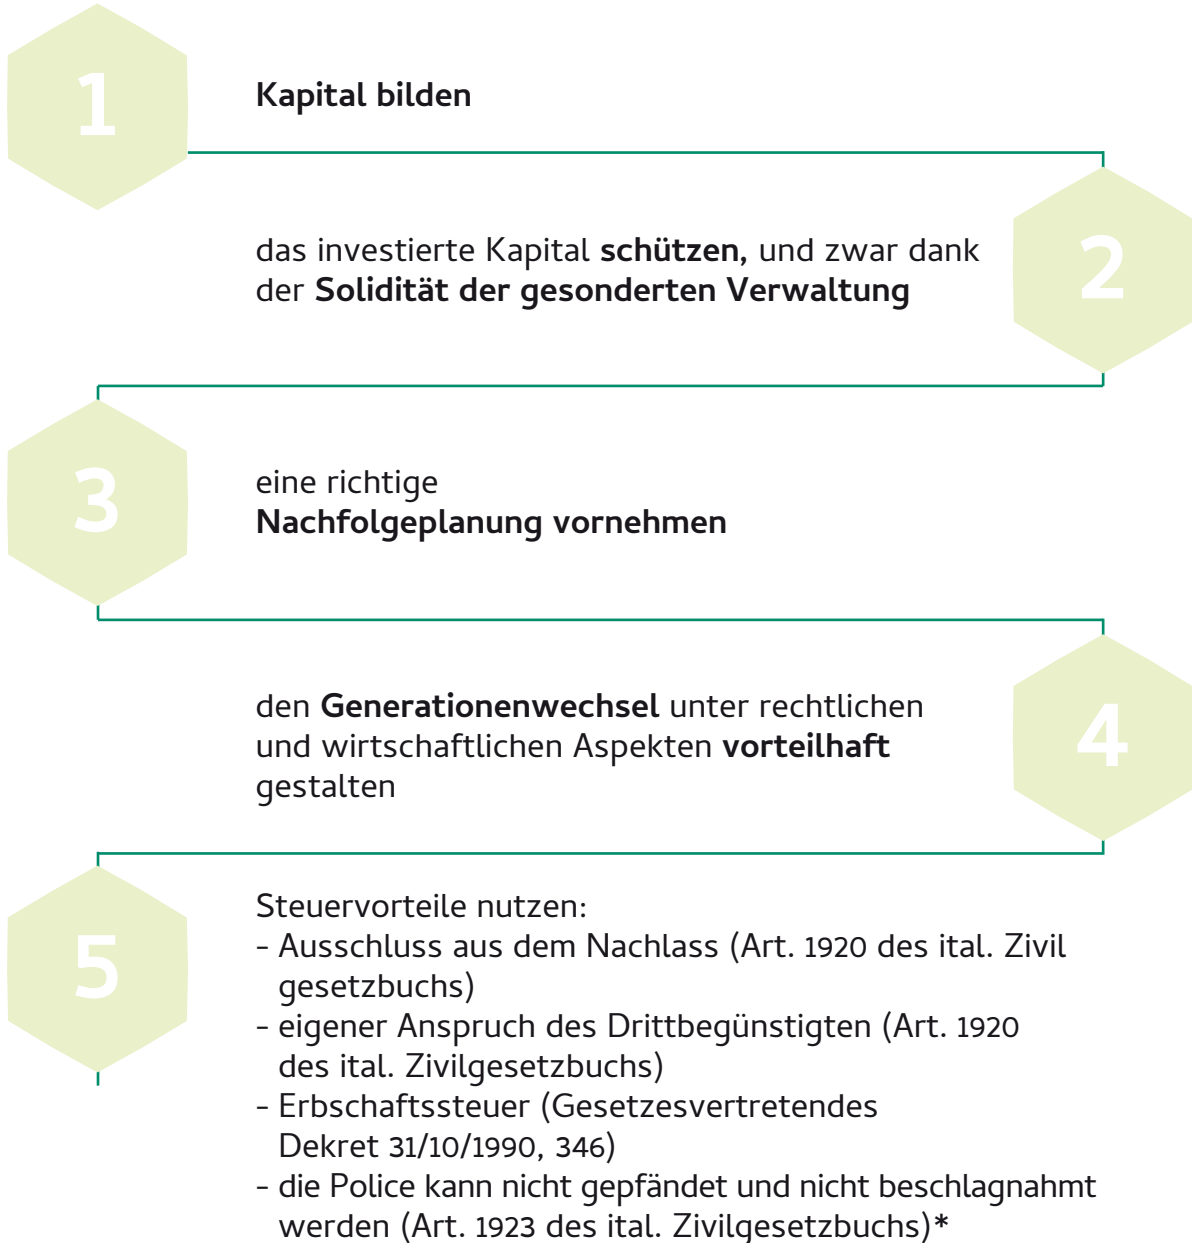 1
Kapital bilden
das investierte Kapital schützen, und zwar dank
der Solidität der gesonderten Verwaltung
2
3
eine richtige
Nachfolgeplanung vornehmen
den Generationenwechsel unter rechtlichen
und wirtschaftlichen Aspekten vorteilhaft
gestalten
4
5
Steuervorteile nutzen:
- Ausschluss aus dem Nachlass (Art. 1920 des ital. Zivil
gesetzbuchs)
- eigener Anspruch des Drittbegünstigten (Art. 1920
des ital. Zivilgesetzbuchs)
- Erbschaftssteuer (Gesetzesvertretendes
Dekret 31/10/1990, 346)
- die Police kann nicht gepfändet und nicht beschlagnahmt
werden (Art. 1923 des ital. Zivilgesetzbuchs)*